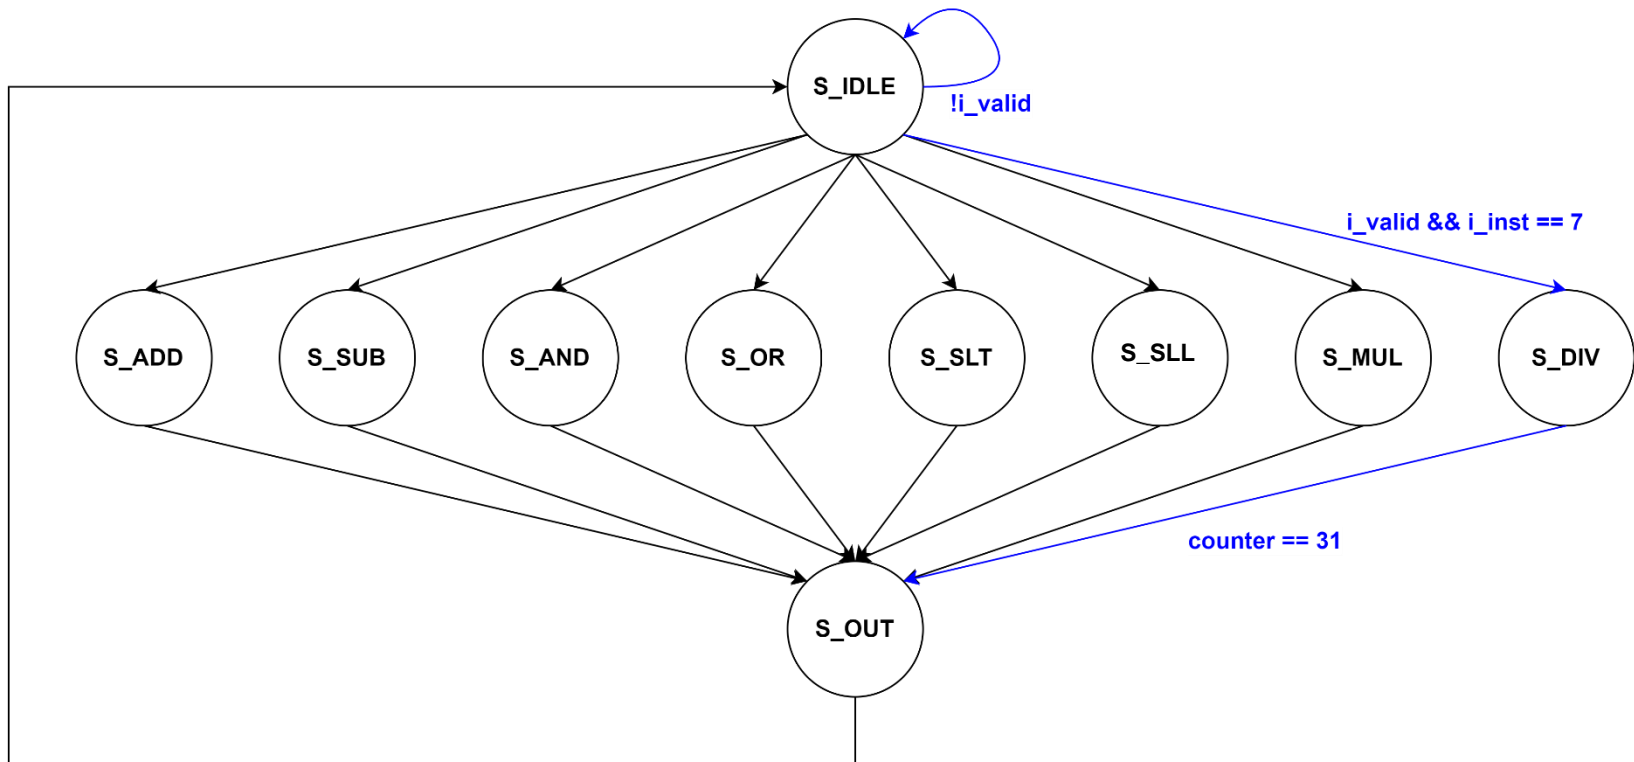 S_IDLE
!i_valid
i_valid && i_inst == 7
S_ADD
S_SUB
S_AND
S_OR
S_SLT
S_SLL
S_MUL
S_DIV
counter == 31
S_OUT